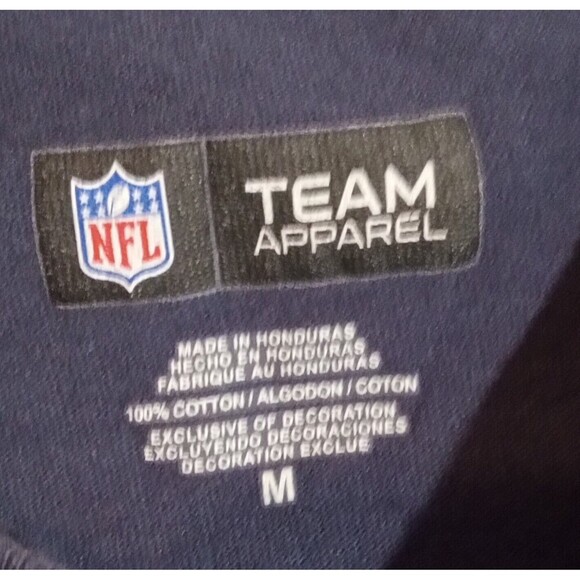 NFL
TEAM
APPAREL
MADE IN HONDURAS
HECHO EN HONDURAS
FABRIQUE AU HONDURAS
100% COTTON / ALGODON / COTON
EXCLUSIVE OF DECORATION
EXCLUYENDO DECORACIONES
DECORATION EXCLUE
M